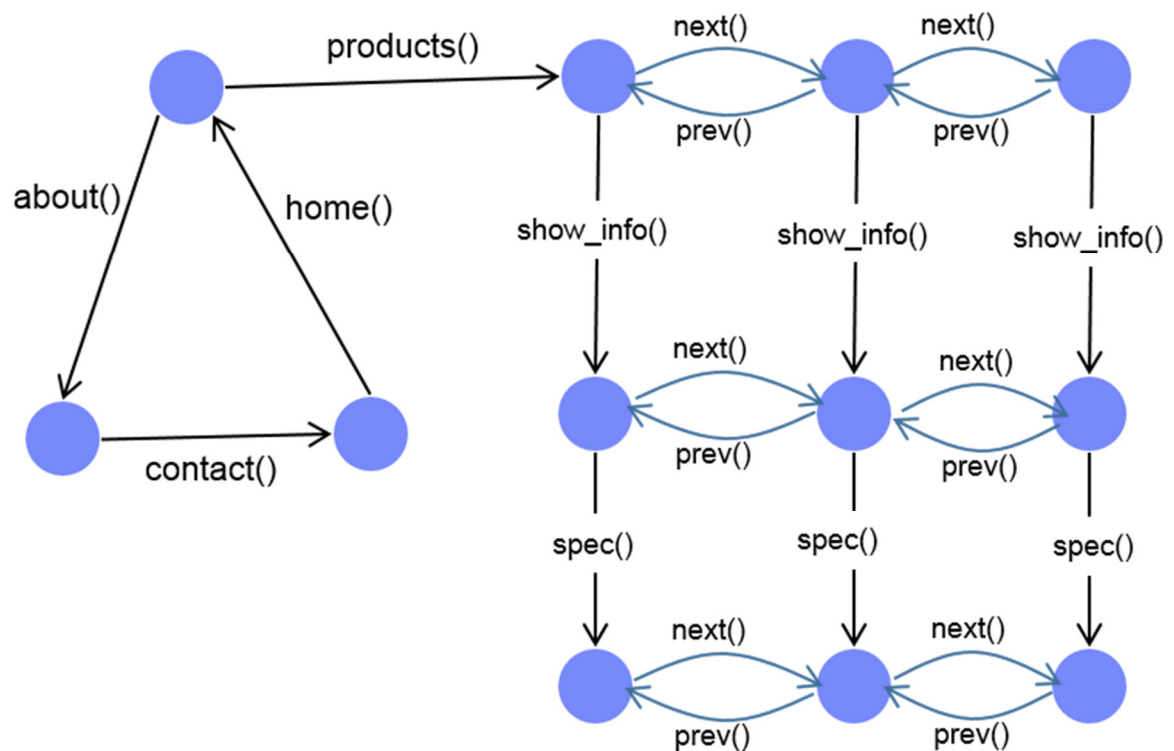 products()
next()
next()
prev()
prev()
about()
home()
show_info()
show_info()
show_info()
next()
next()
contact()
prev()
prev()
spec()
spec()
spec()
next()
next()
prev()
prev()